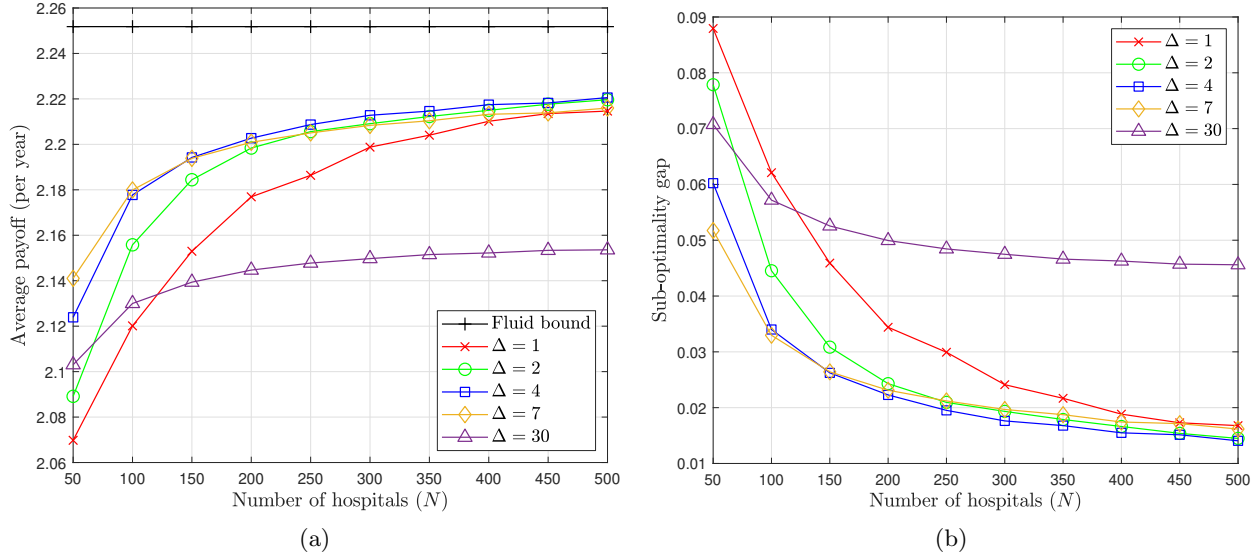 2.26
2.24
2.22
2.2
2.18
2.16
2.14
2.12
2.1
2.08
2.06
Average payoff (per year)
50 100 150 200 250 300 350 400 450 500
Number of hospitals (N)
Fluid bound
Δ = 1
Δ = 2
Δ = 4
Δ = 7
Δ = 30
(a)
0.09
0.08
0.07
0.06
0.05
0.04
0.03
0.02
0.01
Sub-optimality gap
50 100 150 200 250 300 350 400 450 500
Number of hospitals (N)
Δ = 1
Δ = 2
Δ = 4
Δ = 7
Δ = 30
(b)